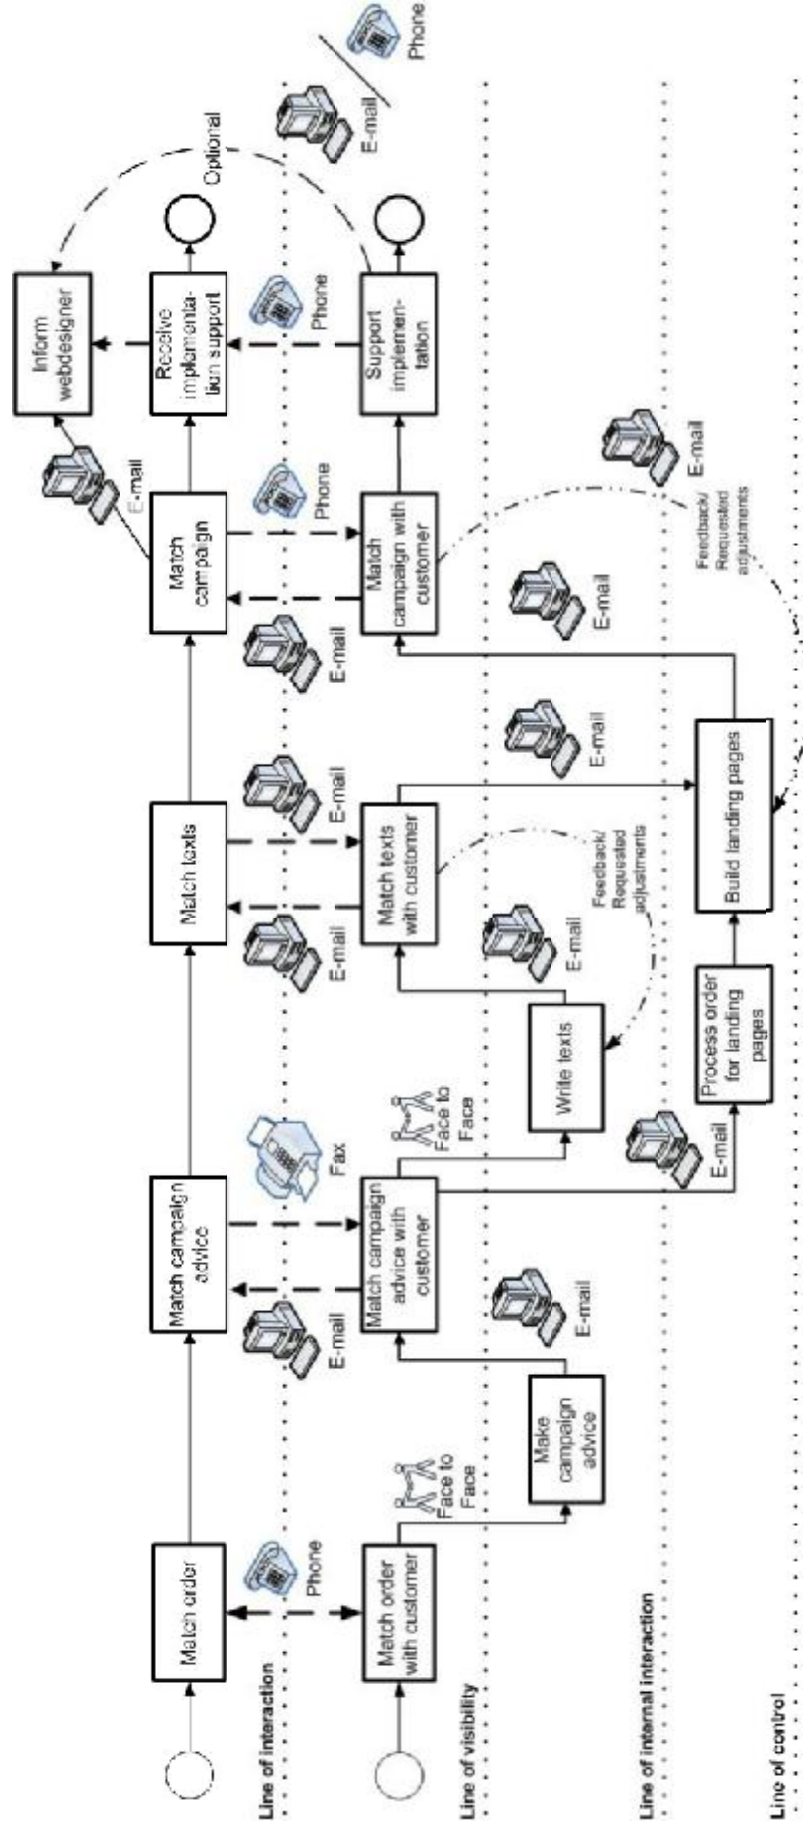 Inform
webdesigner
E-mail
Optional
Match order
Match campaign
advice
Match texts
Match
campaign
Receive
implementa-
tion support
Line of interaction
Phone
E-mail
Fax
E-mail
E-mail
E-mail
Phone
Phone
E-mail
Phone
Match order
with customer
Match campaign
advice with
customer
Match texts
with customer
Match
campaign with
customer
Support
implemen-
tation
Line of visibility
Face to
Face
Face to
Face
Make
campaign
advice
E-mail
Write texts
E-mail
E-mail
E-mail
Feedback/
Requested
adjustments
Line of internal interaction
E-mail
E-mail
Process order
for landing
pages
Build landing pages
Feedback/
Requested
adjustments
Line of control